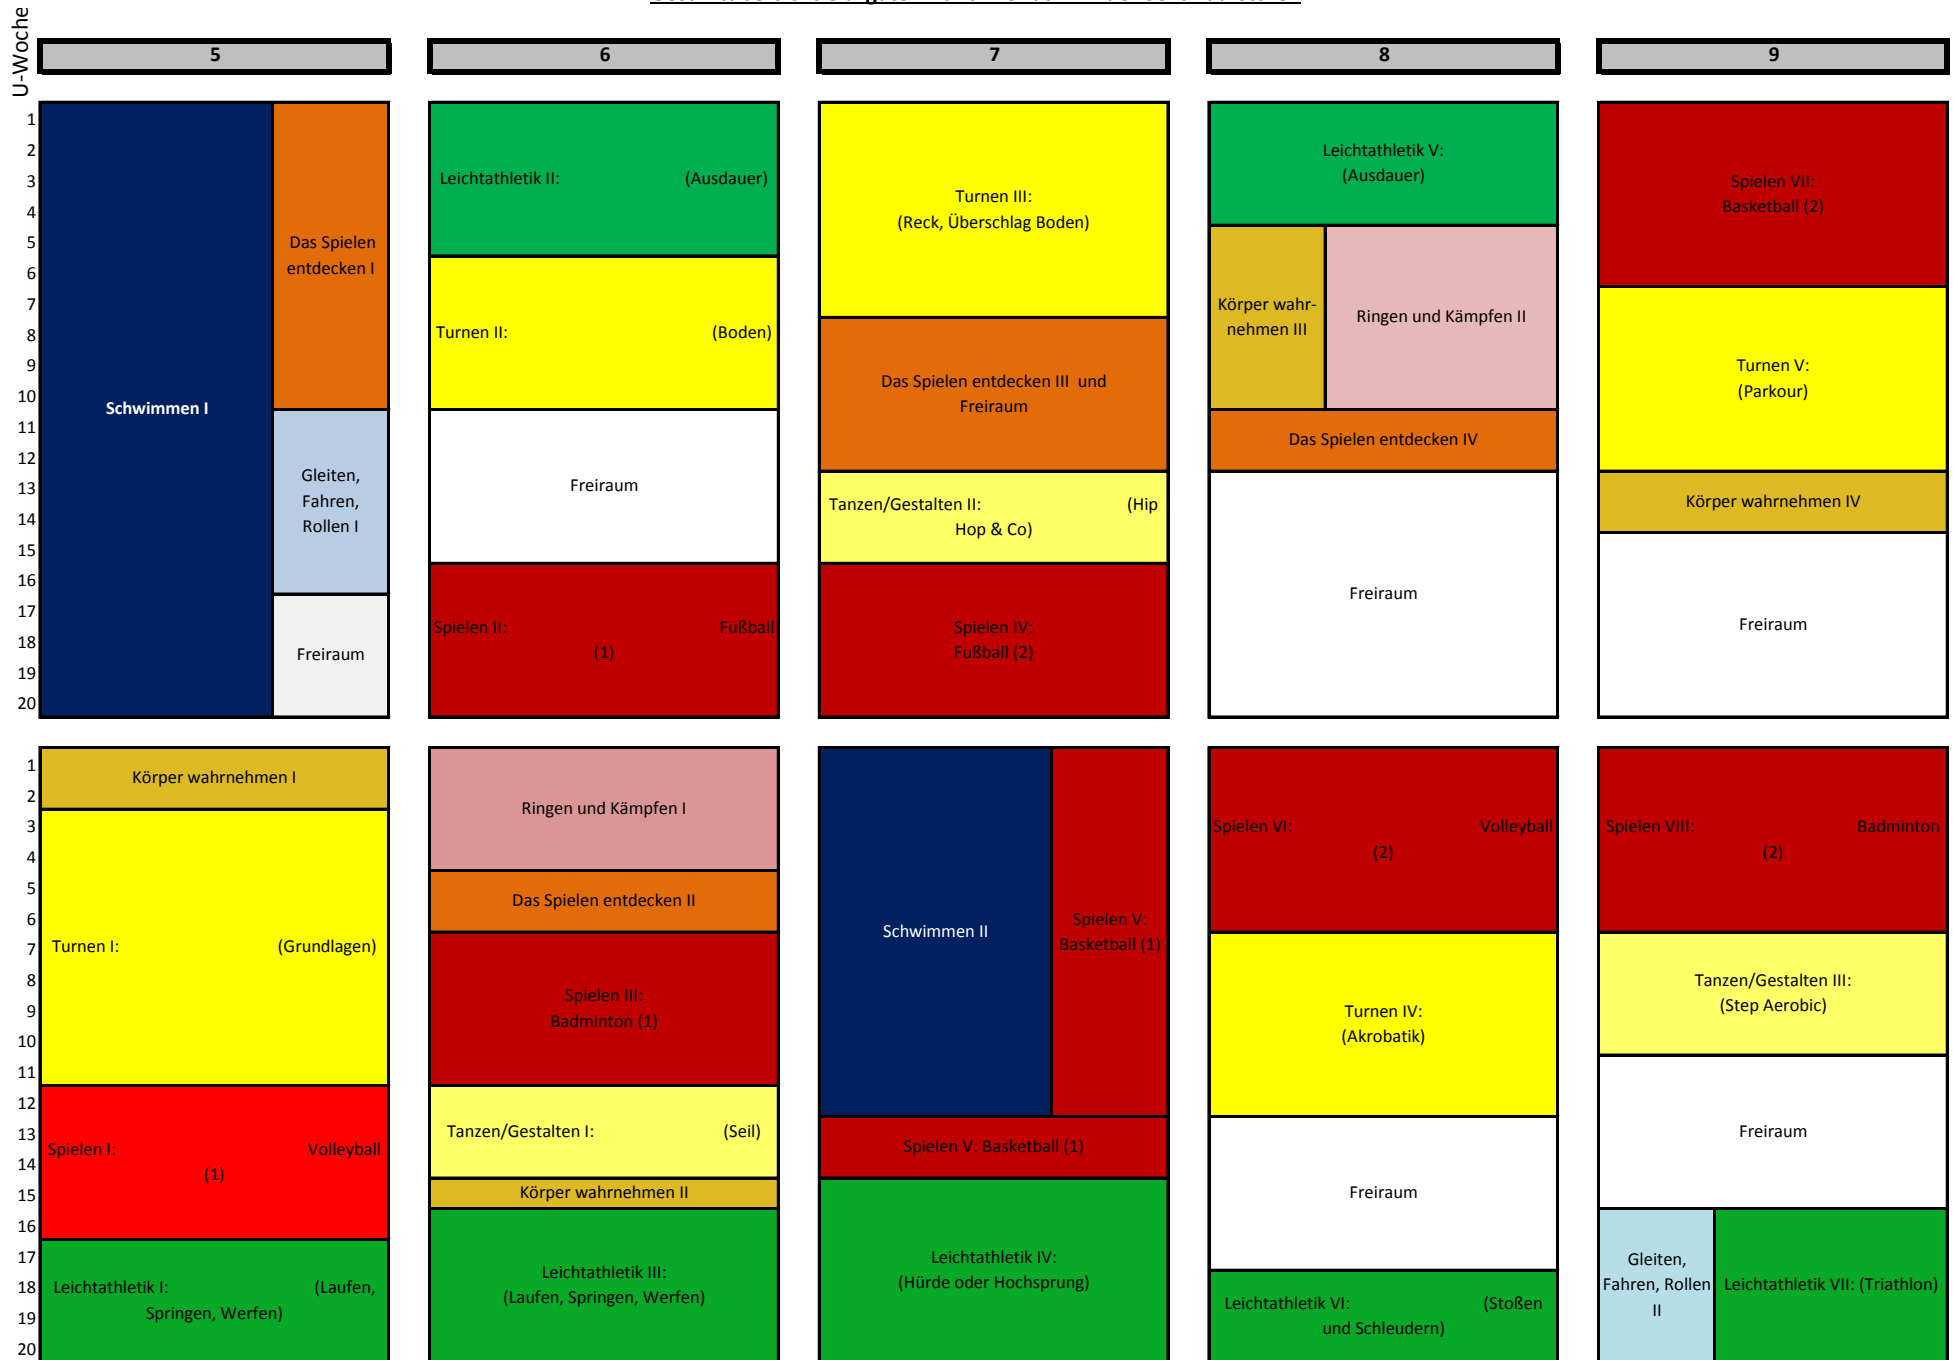 U-Woche
5 6 7 8 9
1
2
3
4
5
6
7
8
9
10
11
12
13
14
15
16
17
18
19
20
Schwimmen I
Das Spielen
entdecken I
Gleiten,
Fahren,
Rollen I
Freiraum
Leichtathletik II: (Ausdauer)
Turnen II: (Boden)
Freiraum
Spielen II: Fußball
(1)
Turnen III:
(Reck, Überschlag Boden)
Das Spielen entdecken III und
Freiraum
Tanzen/Gestalten II: (Hip
Hop & Co)
Spielen IV:
Fußball (2)
Leichtathletik V:
(Ausdauer)
Körper wahr-
nehmen III
Ringen und Kämpfen II
Das Spielen entdecken IV
Freiraum
Spielen VII:
Basketball (2)
Turnen V:
(Parkour)
Körper wahrnehmen IV
Freiraum
1
2
3
4
5
6
7
8
9
10
11
12
13
14
15
16
17
18
19
20
Körper wahrnehmen I
Turnen I: (Grundlagen)
Spielen I: Volleyball
(1)
Leichtathletik I: (Laufen,
Springen, Werfen)
Ringen und Kämpfen I
Das Spielen entdecken II
Spielen III:
Badminton (1)
Tanzen/Gestalten I: (Seil)
Körper wahrnehmen II
Leichtathletik III:
(Laufen, Springen, Werfen)
Schwimmen II
Spielen V:
Basketball (1)
Spielen V: Basketball (1)
Leichtathletik IV:
(Hürde oder Hochsprung)
Spielen VI: Volleyball
(2)
Turnen IV:
(Akrobatik)
Freiraum
Leichtathletik VI: (Stoßen
und Schleudern)
Spielen VIII: Badminton
(2)
Tanzen/Gestalten III:
(Step Aerobic)
Freiraum
Gleiten,
Fahren, Rollen
II
Leichtathletik VII: (Triathlon)